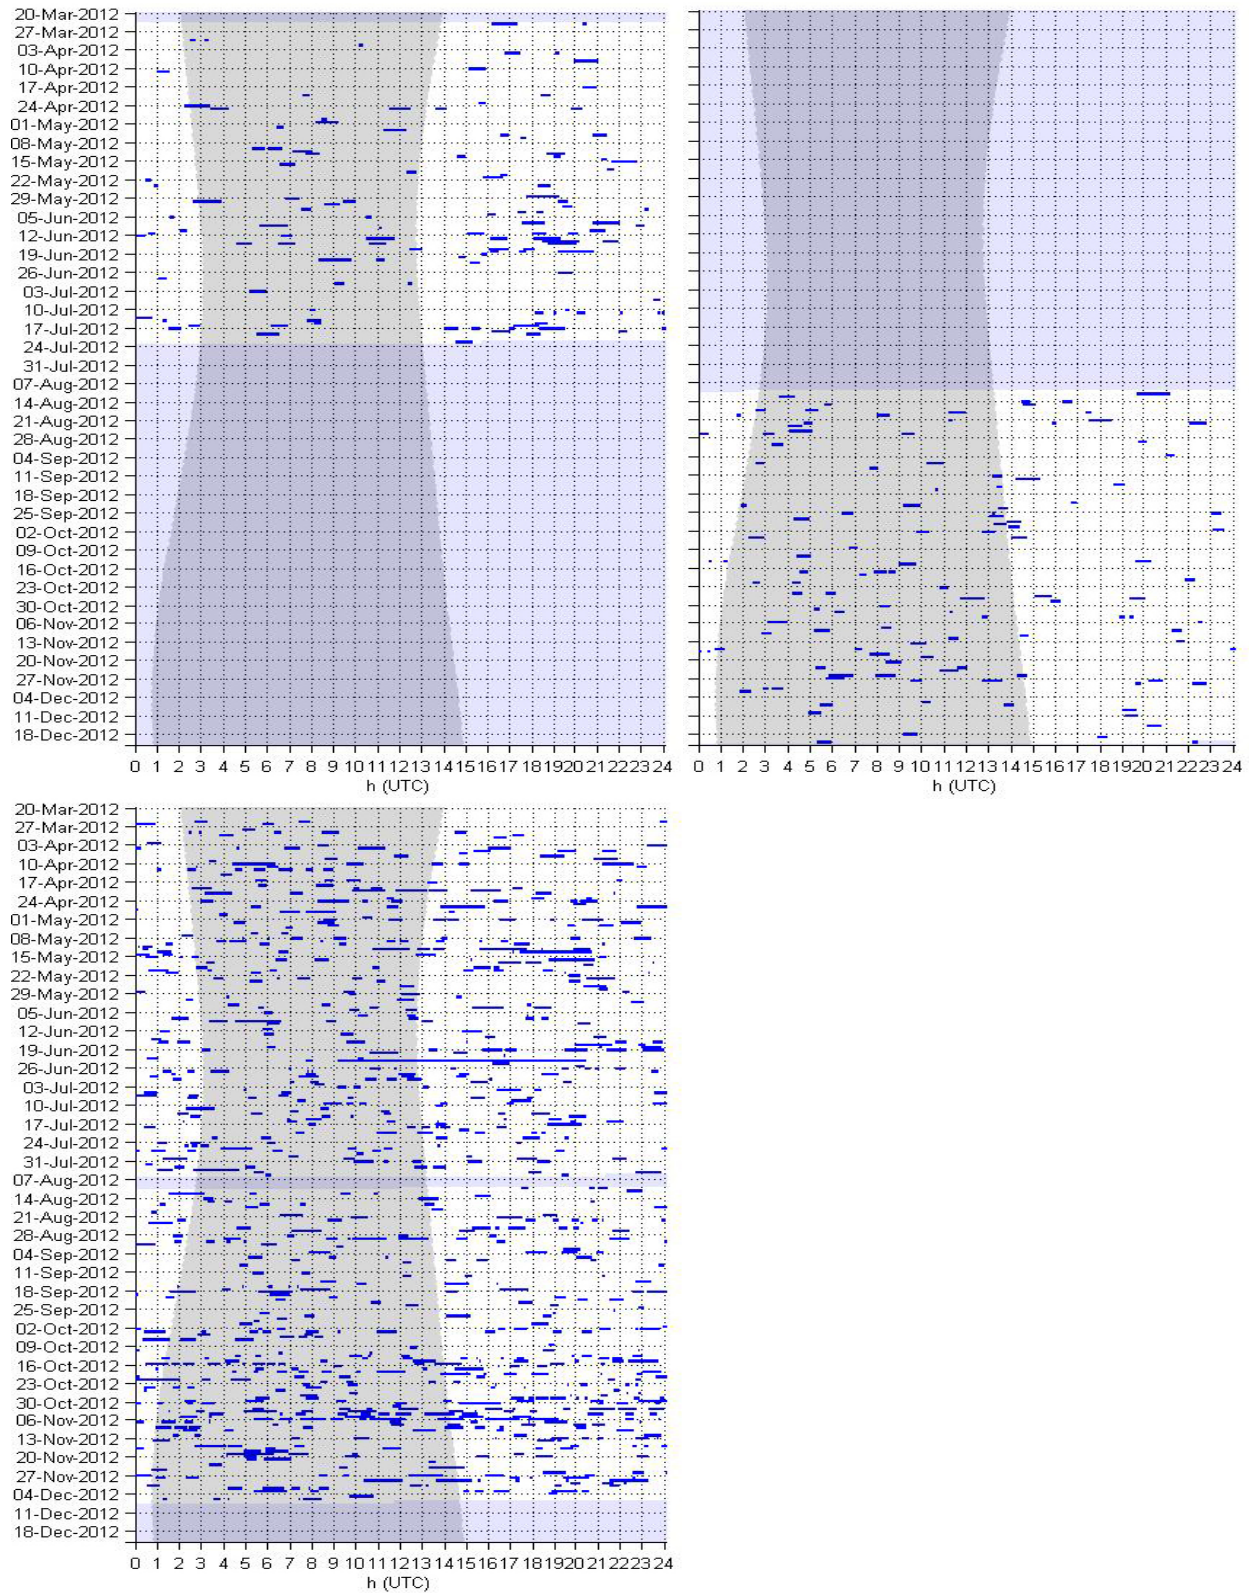 20-Mar-2012
27-Mar-2012
03-Apr-2012
10-Apr-2012
17-Apr-2012
24-Apr-2012
01-May-2012
08-May-2012
15-May-2012
22-May-2012
29-May-2012
05-Jun-2012
12-Jun-2012
19-Jun-2012
26-Jun-2012
03-Jul-2012
10-Jul-2012
17-Jul-2012
24-Jul-2012
31-Jul-2012
07-Aug-2012
14-Aug-2012
21-Aug-2012
28-Aug-2012
04-Sep-2012
11-Sep-2012
18-Sep-2012
25-Sep-2012
02-Oct-2012
09-Oct-2012
16-Oct-2012
23-Oct-2012
30-Oct-2012
06-Nov-2012
13-Nov-2012
20-Nov-2012
27-Nov-2012
04-Dec-2012
11-Dec-2012
18-Dec-2012
0 1 2 3 4 5 6 7 8 9 10 11 12 13 14 15 16 17 18 19 20 21 22 23 24
h (UTC)
0 1 2 3 4 5 6 7 8 9 10 11 12 13 14 15 16 17 18 19 20 21 22 23 24
h (UTC)
20-Mar-2012
27-Mar-2012
03-Apr-2012
10-Apr-2012
17-Apr-2012
24-Apr-2012
01-May-2012
08-May-2012
15-May-2012
22-May-2012
29-May-2012
05-Jun-2012
12-Jun-2012
19-Jun-2012
26-Jun-2012
03-Jul-2012
10-Jul-2012
17-Jul-2012
24-Jul-2012
31-Jul-2012
07-Aug-2012
14-Aug-2012
21-Aug-2012
28-Aug-2012
04-Sep-2012
11-Sep-2012
18-Sep-2012
25-Sep-2012
02-Oct-2012
09-Oct-2012
16-Oct-2012
23-Oct-2012
30-Oct-2012
06-Nov-2012
13-Nov-2012
20-Nov-2012
27-Nov-2012
04-Dec-2012
11-Dec-2012
18-Dec-2012
0 1 2 3 4 5 6 7 8 9 10 11 12 13 14 15 16 17 18 19 20 21 22 23 24
h (UTC)